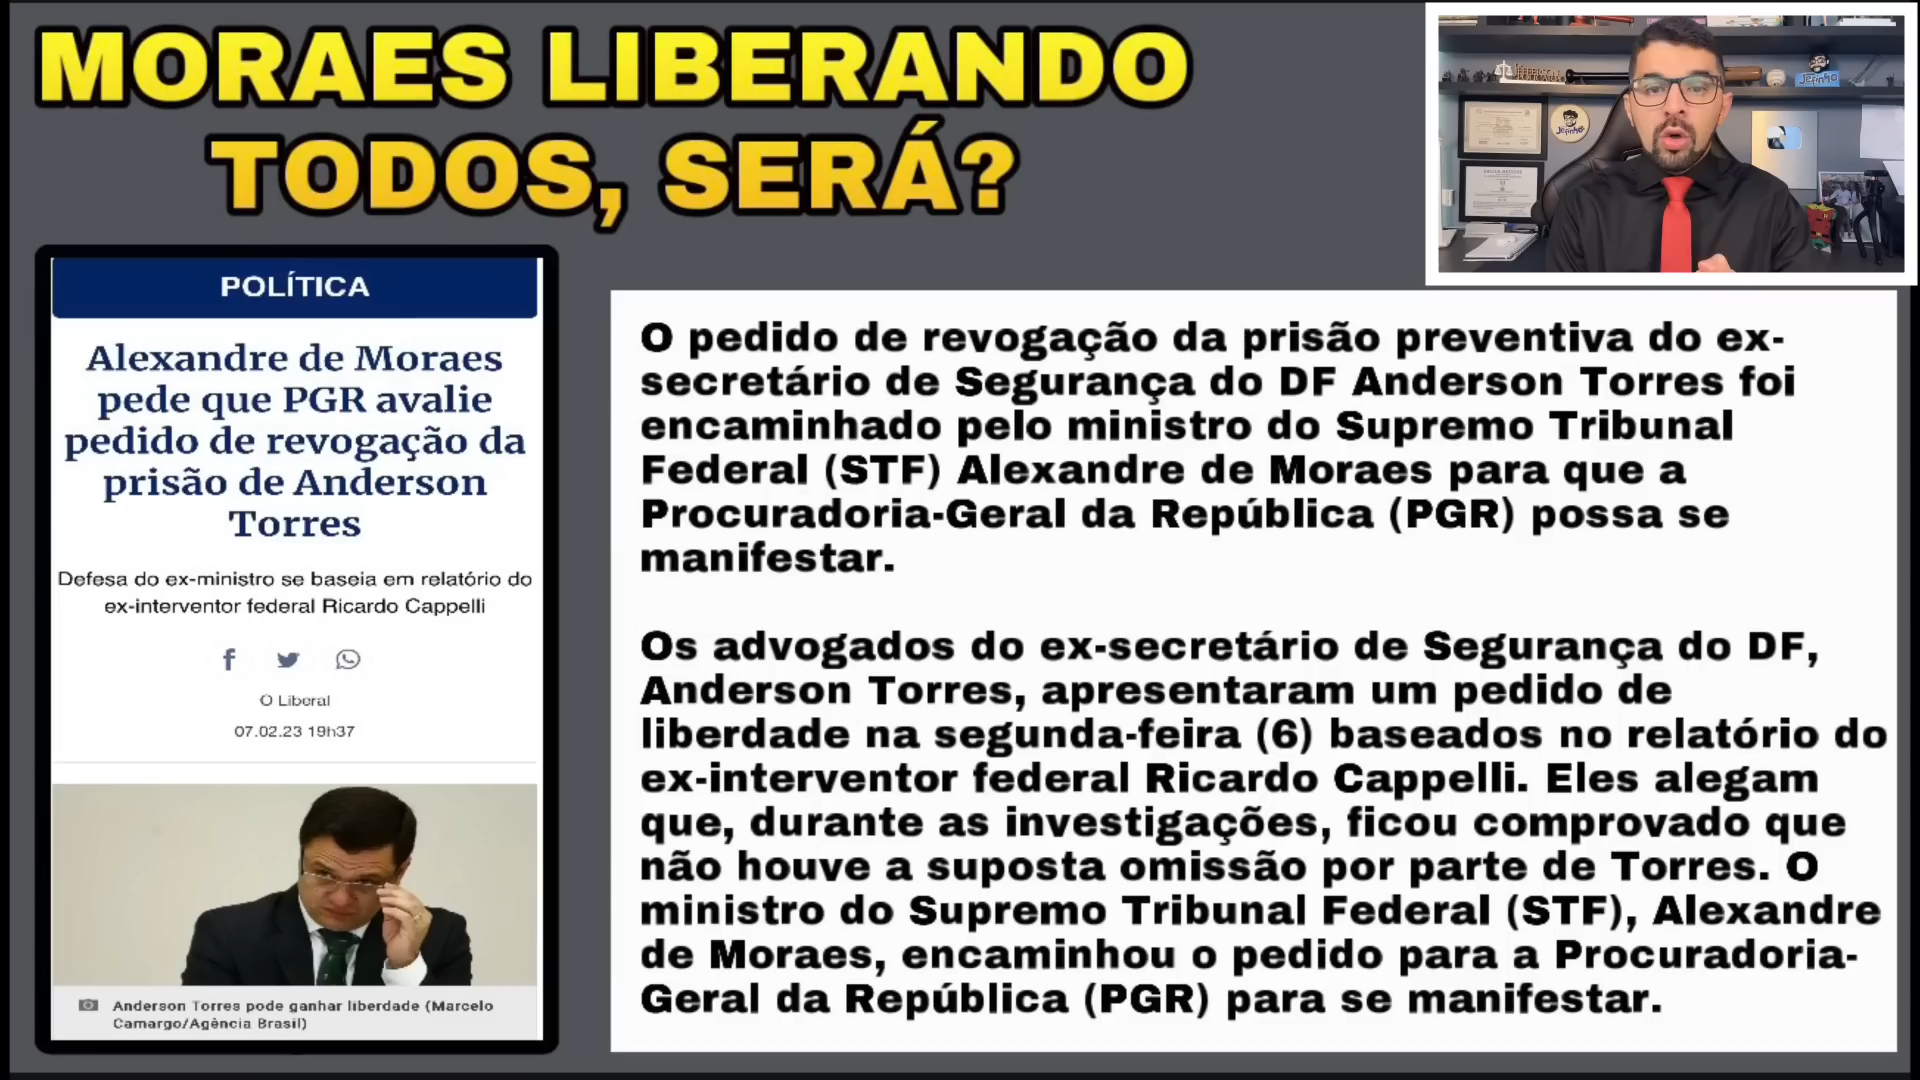 MORAES LIBERANDO
TODOS, SERÁ?
Jefinho
Jefinho
POLÍTICA
Alexandre de Moraes
pede que PGR avalie
pedido de revogação da
prisão de Anderson
Torres
Defesa do ex-ministro se baseia em relatório do
ex-interventor federal Ricardo Cappelli
O Liberal
07.02.23 19h37
Anderson Torres pode ganhar liberdade (Marcelo
Camargo/Agência Brasil)
O pedido de revogação da prisão preventiva do ex-
secretário de Segurança do DF Anderson Torres foi
encaminhado pelo ministro do Supremo Tribunal
Federal (STF) Alexandre de Moraes para que a
Procuradoria-Geral da República (PGR) possa se
manifestar.
Os advogados do ex-secretário de Segurança do DF,
Anderson Torres, apresentaram um pedido de
liberdade na segunda-feira (6) baseados no relatório do
ex-interventor federal Ricardo Cappelli. Eles alegam
que, durante as investigações, ficou comprovado que
não houve a suposta omissão por parte de Torres. O
ministro do Supremo Tribunal Federal (STF), Alexandre
de Moraes, encaminhou o pedido para a Procuradoria-
Geral da República (PGR) para se manifestar.